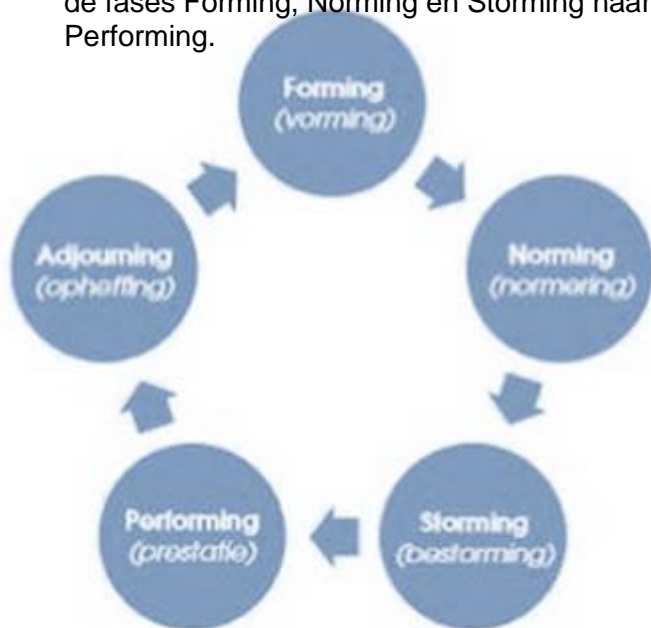 de fases Forming, Norming en Storming naar
Performing.
Forming
(vorming)
Norming
(normering)
Storming
(bestorming)
Performing
(prestatie)
Adjourning
(opheffing)